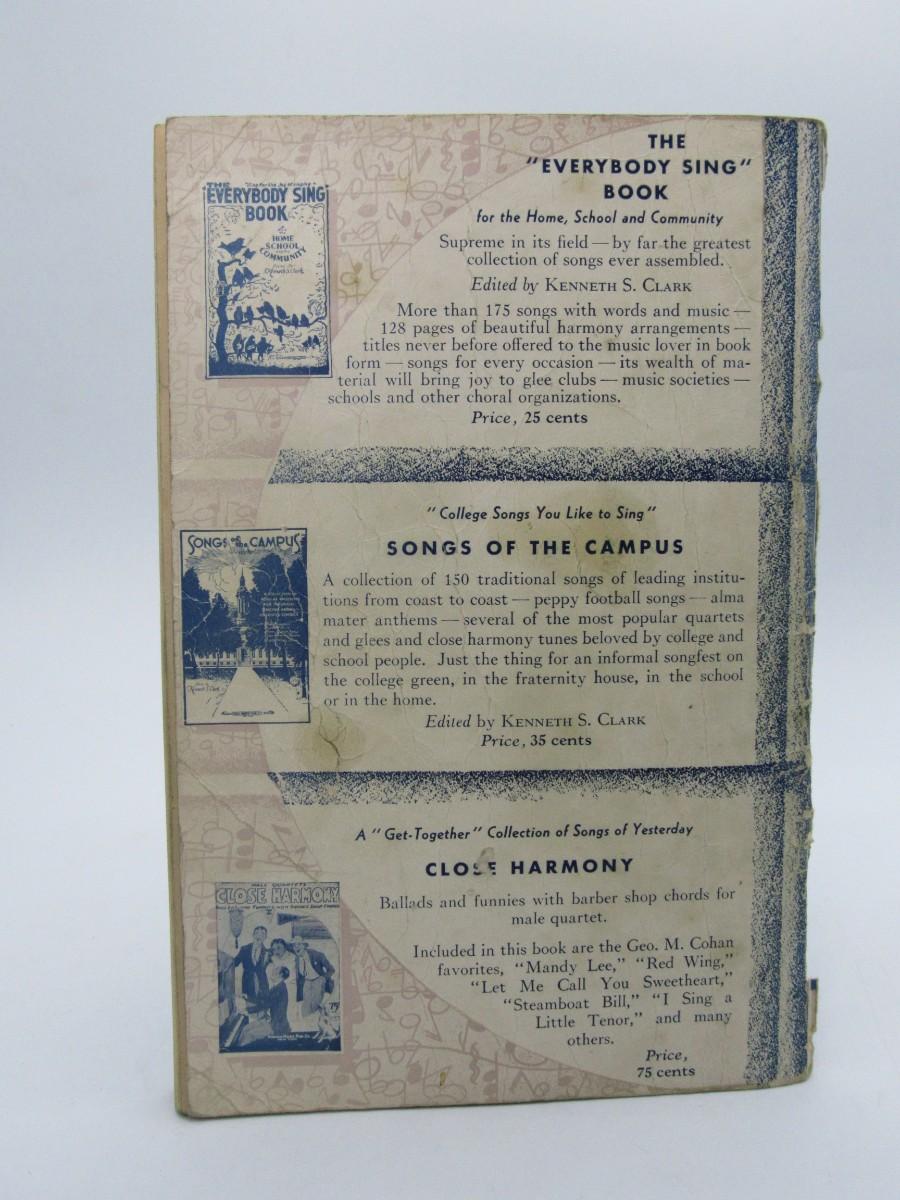 THE
"EVERYBODY SING"
BOOK
for the Home, School and Community
Supreme in its field — by far the greatest
collection of songs ever assembled.
Edited by KENNETH S. CLARK
More than 175 songs with words and music —
128 pages of beautiful harmony arrangements —
titles never before offered to the music lover in book
form — songs for every occasion — its wealth of ma-
terial will bring joy to glee clubs — music societies —
schools and other choral organizations.
Price, 25 cents
THE
EVERYBODY SING
BOOK
HOME
SCHOOL
COMMUNITY
"College Songs You Like to Sing"
SONGS OF THE CAMPUS
A collection of 150 traditional songs of leading institu-
tions from coast to coast — peppy football songs — alma
mater anthems — several of the most popular quartets
and glees and close harmony tunes beloved by college and
school people. Just the thing for an informal songfest on
the college green, in the fraternity house, in the school
or in the home.
Edited by KENNETH S. CLARK
Price, 35 cents
SONGS OF THE CAMPUS
A "Get-Together" Collection of Songs of Yesterday
CLOSE HARMONY
Ballads and funnies with barber shop chords for
male quartet.
Included in this book are the Geo. M. Cohan
favorites, "Mandy Lee," "Red Wing,"
"Let Me Call You Sweetheart,"
"Steamboat Bill," "I Sing a
Little Tenor," and many
others.
Price,
75 cents
MALE QUARTETS
CLOSE HARMONY